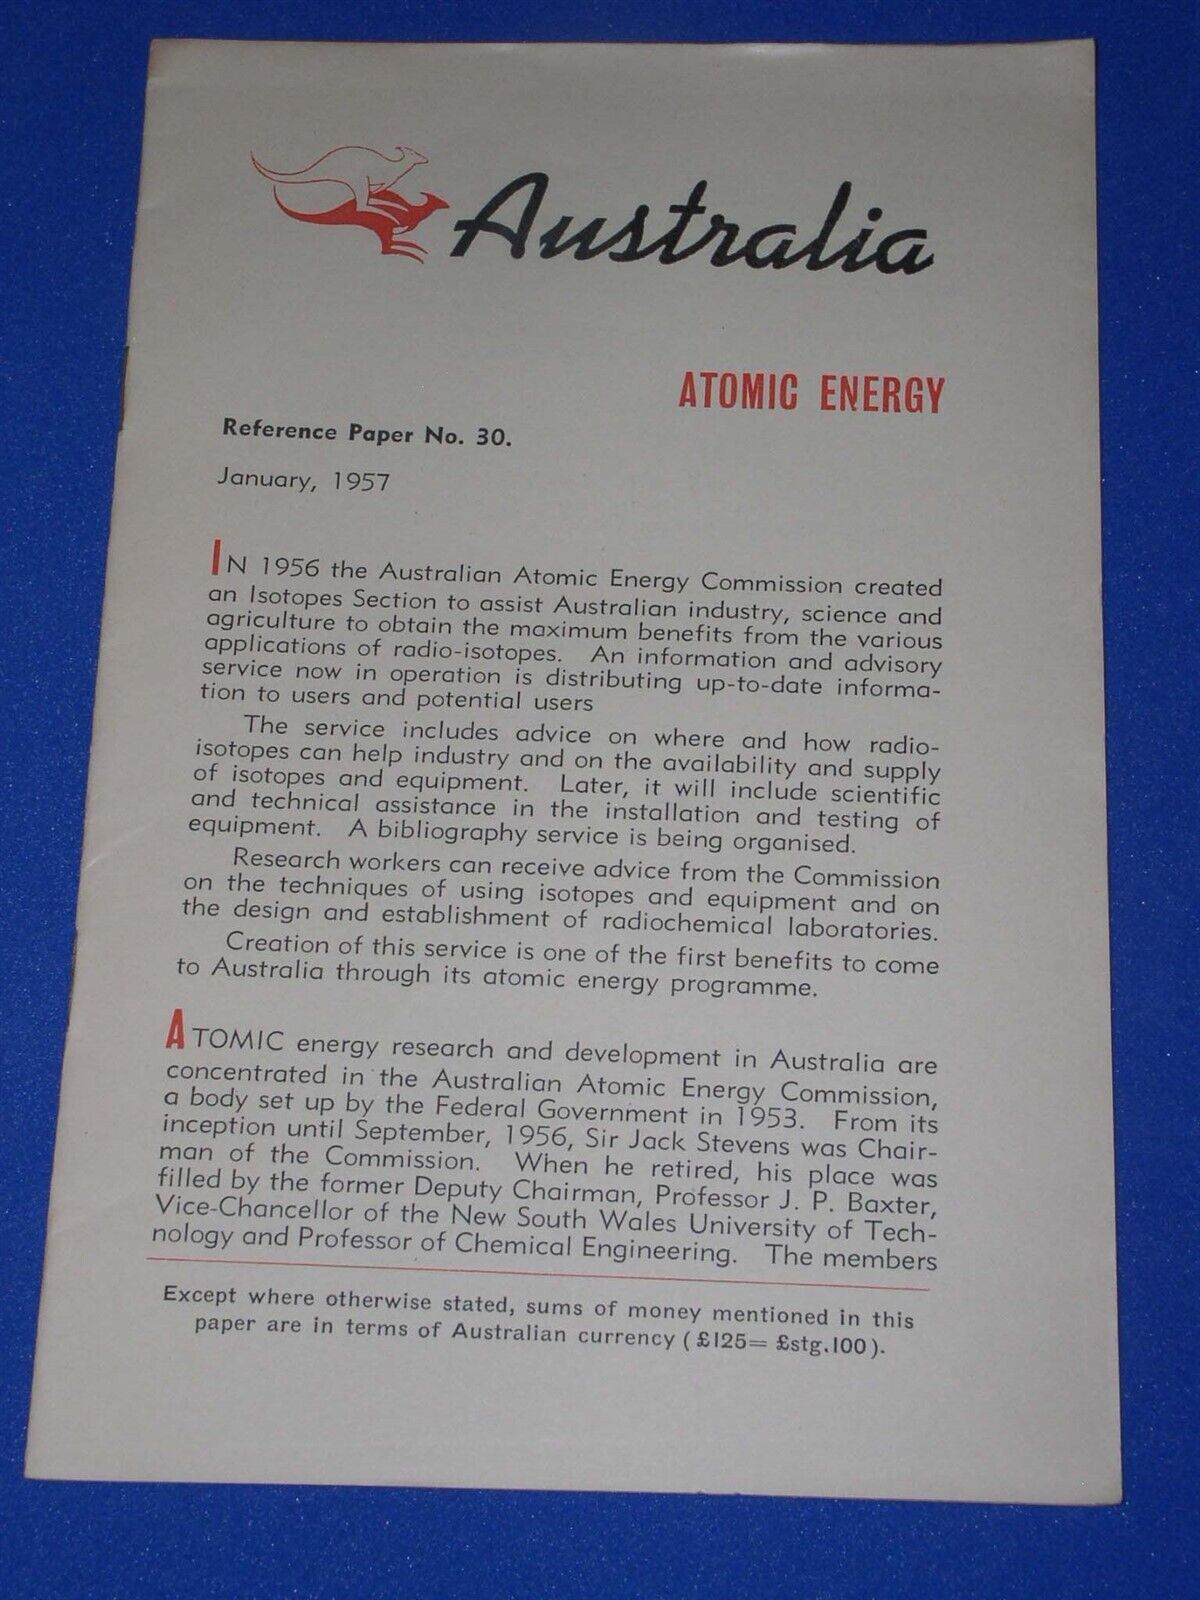 Australia
ATOMIC ENERGY
Reference Paper No. 30.
January, 1957
IN 1956 the Australian Atomic Energy Commission created
an Isotopes Section to assist Australian industry, science and
agriculture to obtain the maximum benefits from the various
applications of radio-isotopes. An information and advisory
service now in operation is distributing up-to-date informa-
tion to users and potential users
The service includes advice on where and how radio-
isotopes can help industry and on the availability and supply
of isotopes and equipment. Later, it will include scientific
and technical assistance in the installation and testing of
equipment. A bibliography service is being organised.
Research workers can receive advice from the Commission
on the techniques of using isotopes and equipment and on
the design and establishment of radiochemical laboratories.
Creation of this service is one of the first benefits to come
to Australia through its atomic energy programme.
ATOMIC energy research and development in Australia are
concentrated in the Australian Atomic Energy Commission,
a body set up by the Federal Government in 1953. From its
inception until September, 1956, Sir Jack Stevens was Chair-
man of the Commission. When he retired, his place was
filled by the former Deputy Chairman, Professor J. P. Baxter,
Vice-Chancellor of the New South Wales University of Tech-
nology and Professor of Chemical Engineering. The members
Except where otherwise stated, sums of money mentioned in this
paper are in terms of Australian currency (£125= £stg.100).